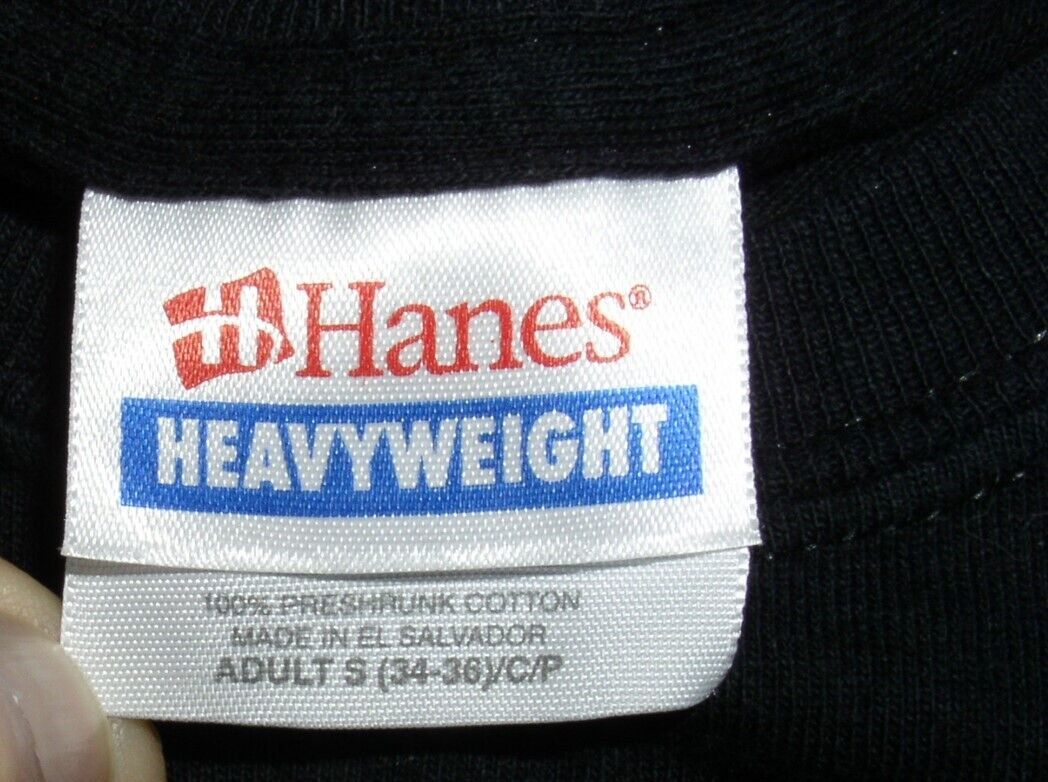 H Hanes®
HEAVYWEIGHT
100% PRESHRUNK COTTON
MADE IN EL SALVADOR
ADULT S (34-36)/C/P